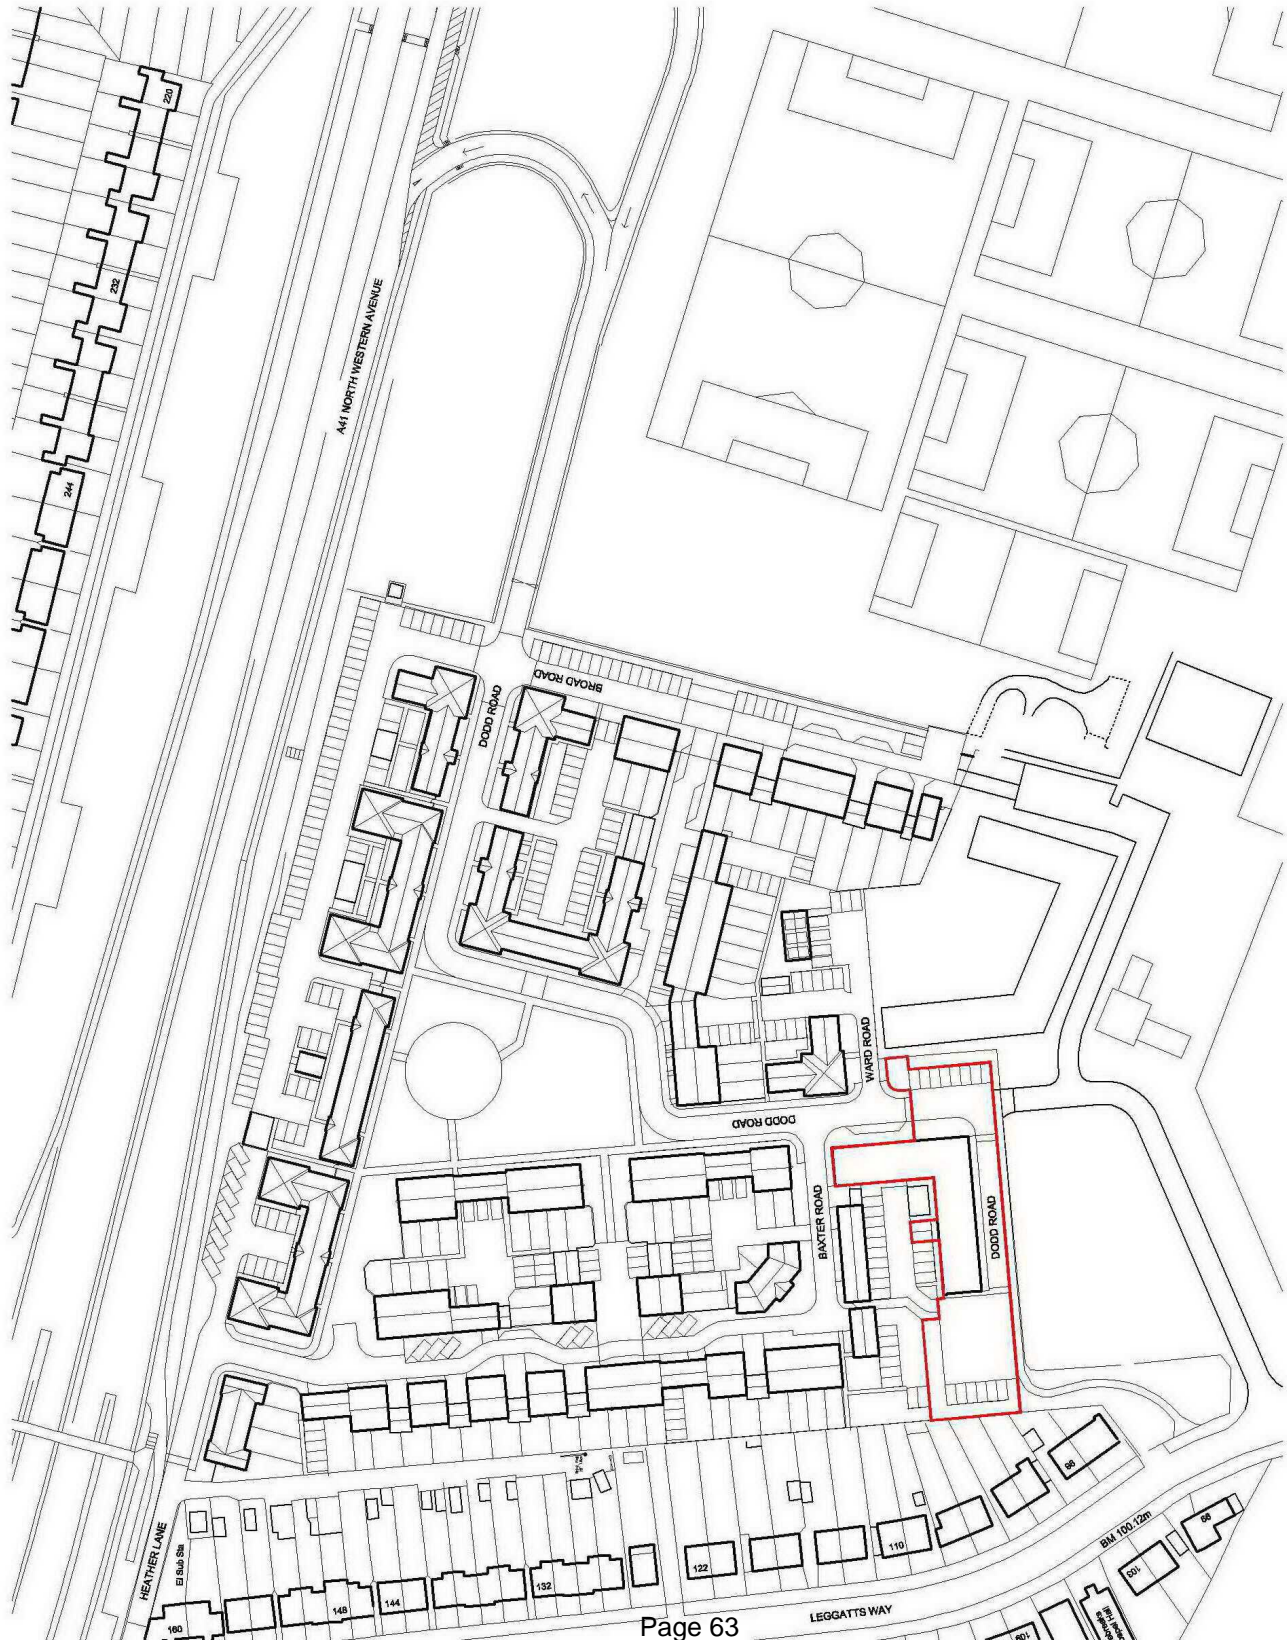 220
232
A41 NORTH WESTERN AVENUE
244
BROAD ROAD
DODD ROAD
WARD ROAD
DODD ROAD
BAXTER ROAD
DODD ROAD
HEATHER LANE
El Sub Sta
98
BM 100.12m
110
122
132
144
148
160
103
LEGGATTS WAY
101
Page 63